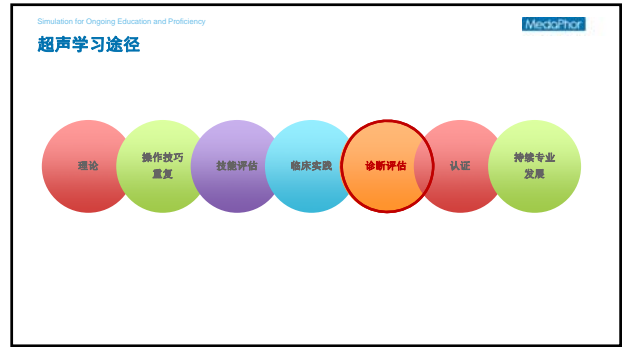 Simulation for Ongoing Education and Proficiency
MedaPhor
超声学习途径
理论
操作技巧
重复
技能评估
临床实践
诊断评估
认证
持续专业
发展